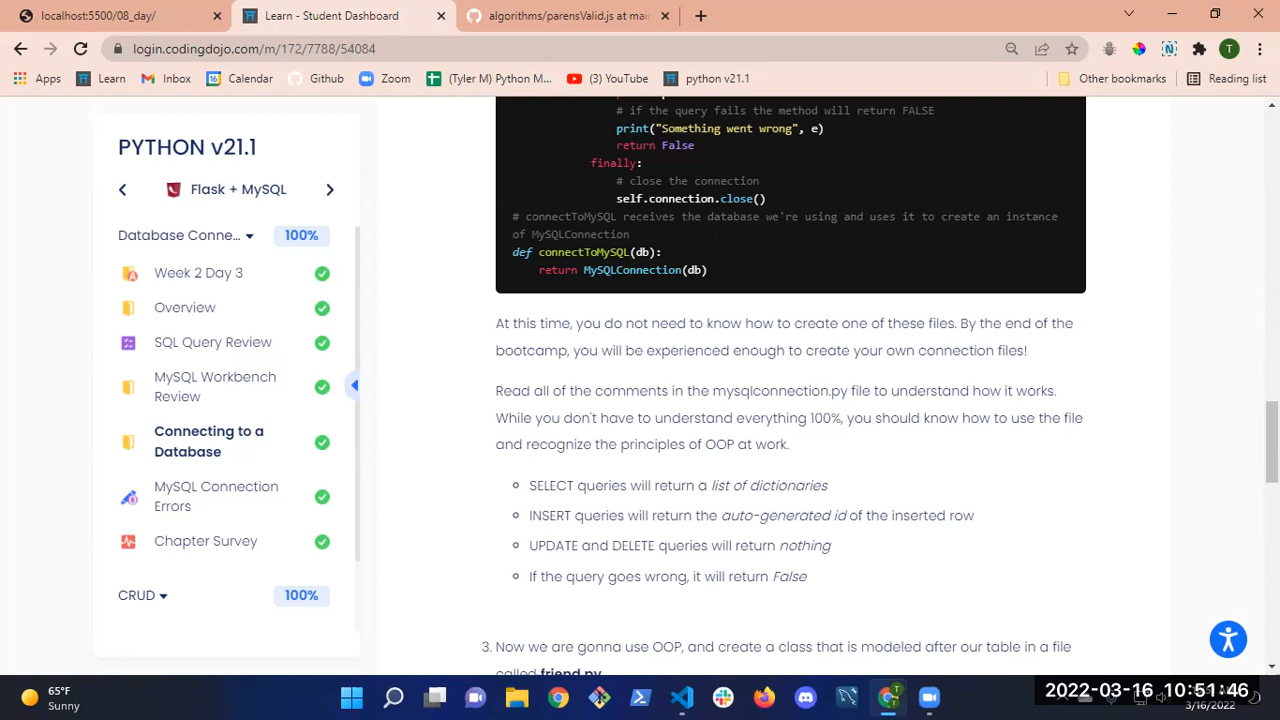 localhost:5500/08_day/
Learn - Student Dashboard
algorithms/parensValid.js at mai
login.codingdojo.com/m/172/7788/54084
T
Apps
Learn
Inbox
Calendar
Github
Zoom
(Tyler M) Python M...
(3) YouTube
python v21.1
Other bookmarks
Reading list
PYTHON v21.1
Flask + MySQL
Database Conne...
100%
Week 2 Day 3
Overview
SQL Query Review
MySQL Workbench
Review
Connecting to a
Database
MySQL Connection
Errors
Chapter Survey
CRUD
100%
# if the query fails the method will return FALSE
print("Something went wrong", e)
return False
finally:
# close the connection
self.connection.close()
# connectToMySQL receives the database we're using and uses it to create an instance
of MySQLConnection
def connectToMySQL(db):
return MySQLConnection(db)
At this time, you do not need to know how to create one of these files. By the end of the
bootcamp, you will be experienced enough to create your own connection files!
Read all of the comments in the mysqlconnection.py file to understand how it works.
While you don't have to understand everything 100%, you should know how to use the file
and recognize the principles of OOP at work.
SELECT queries will return a list of dictionaries
INSERT queries will return the auto-generated id of the inserted row
UPDATE and DELETE queries will return nothing
If the query goes wrong, it will return False
3. Now we are gonna use OOP, and create a class that is modeled after our table in a file
called friend.py
65°F
Sunny
2022-03-16 10:51:46
3/16/2022